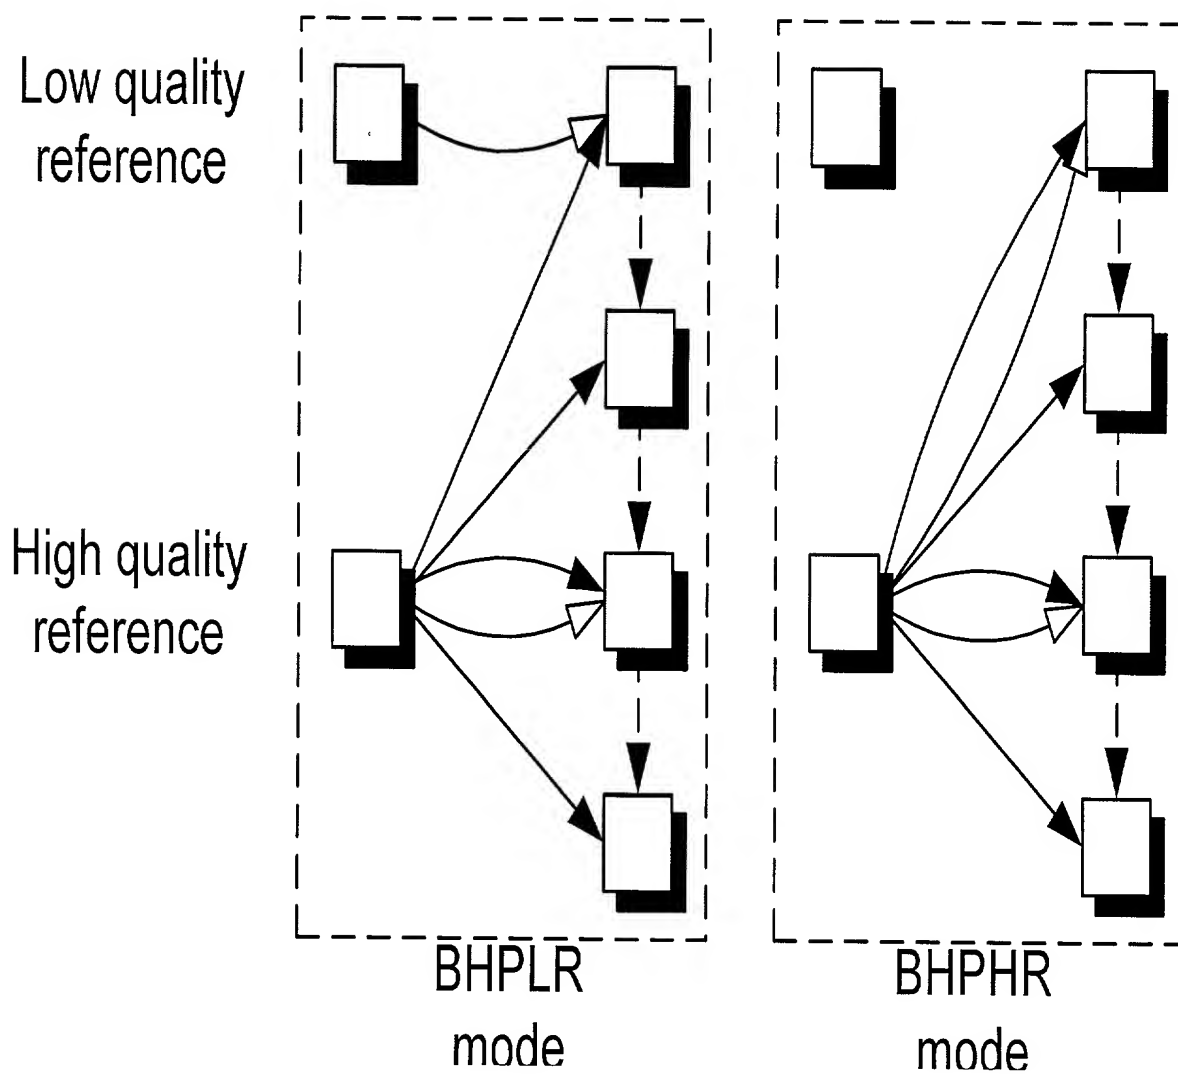 Low quality
reference
High quality
reference
BHPLR
mode
BHPHR
mode